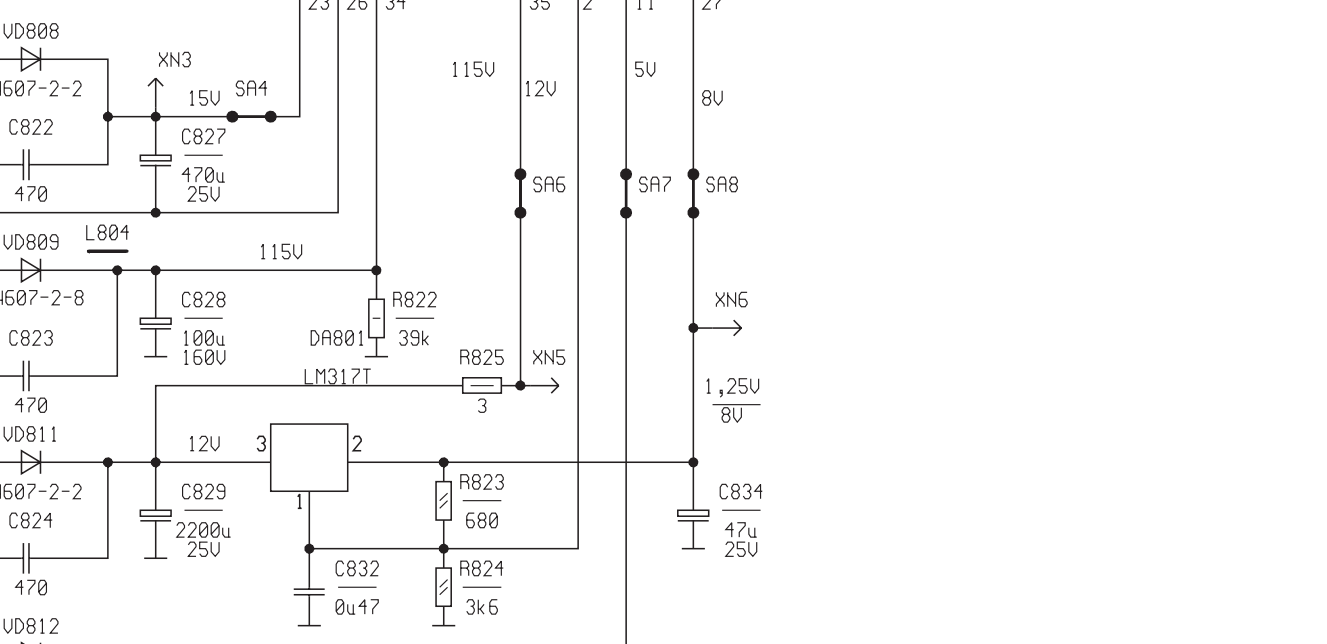 23 26 34 35 2 11 27
VD808
XN3
115V
5V
4607-2-2
15V
SA4
12V
8V
C822
C827
470u
25V
470
SA6
SA7
SA8
VD809
L804
115V
4607-2-8
C828
100u
160V
R822
39k
XN6
C823
DA801
R825
XN5
LM317T
470
3
1,25V
8V
VD811
12V
3
2
4607-2-2
C829
2200u
25V
1
R823
680
C834
47u
25V
C824
470
C832
0u47
R824
3k6
VD812